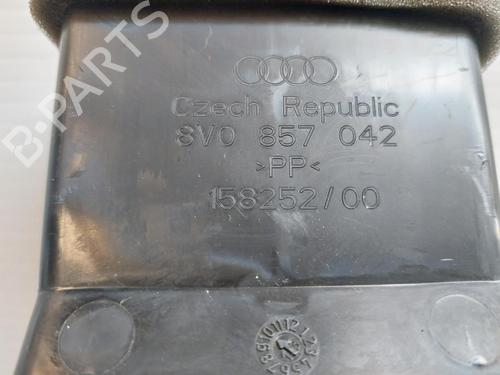 Czech Republic
8V0 857 042
>PP<
158252/00
B-PARTS